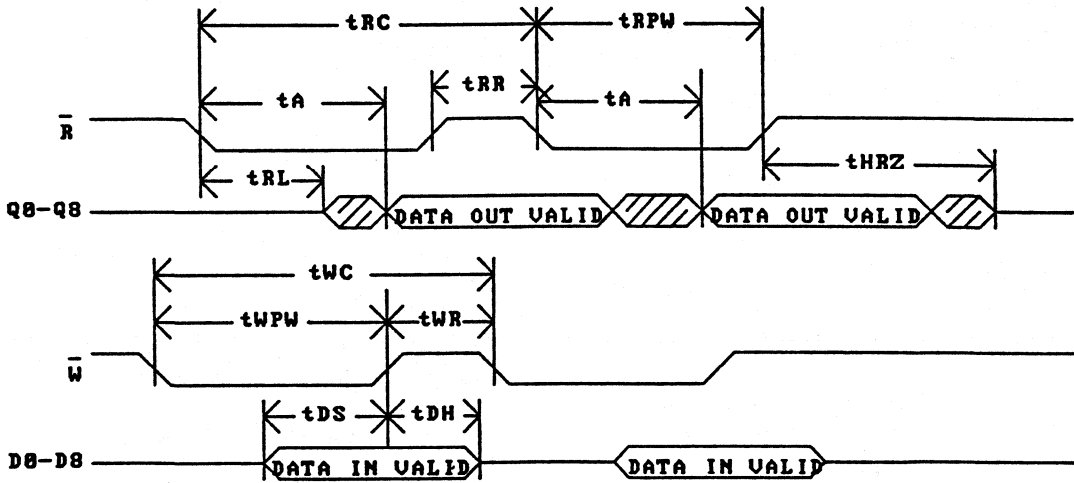 tRC tRPW
tA tRR tA
R̅
tRL tHRZ
Q0-Q8 DATA OUT VALID DATA OUT VALID
tWC
tWPW tWR
W̅
tDS tDH
D0-D8 DATA IN VALID DATA IN VALID